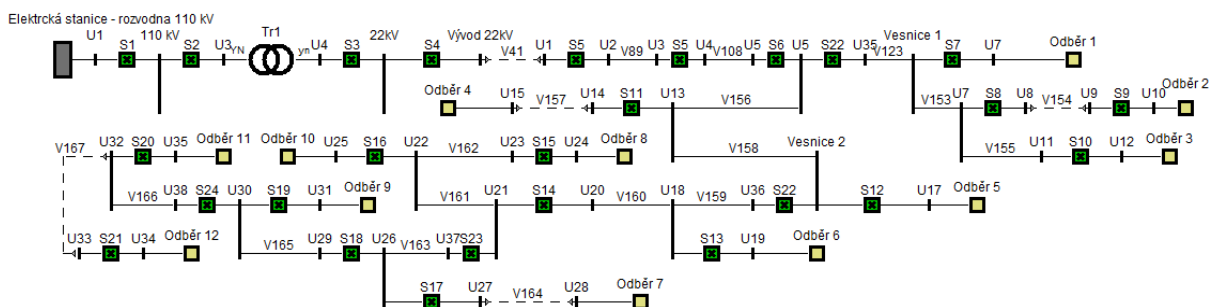 Elektrcká stanice - rozvodna 110 kV
U1 S1 110 kV S2 U3 YN Tr1 yn U4 S3 22kV S4 Vývod 22kV V41 U1 S5 U2 V89 U3 S5 U4 V108 U5 S6 U5 S22 U35 V123 Vesnice 1 S7 U7 Odběr 1
Odběr 4 U15 V157 U14 S11 U13 V156 V153 U7 S8 U8 V154 U9 S9 U10 Odběr 2
V167 U32 S20 U35 Odběr 11 Odběr 10 U25 S16 U22 V162 U23 S15 U24 Odběr 8 V158 Vesnice 2 V155 U11 S10 U12 Odběr 3
V166 U38 S24 U30 S19 U31 Odběr 9 V161 U21 S14 U20 V160 U18 V159 U36 S22 S12 U17 Odběr 5
U33 S21 U34 Odběr 12 V165 U29 S18 U26 V163 U37 S23 S13 U19 Odběr 6
S17 U27 V164 U28 Odběr 7